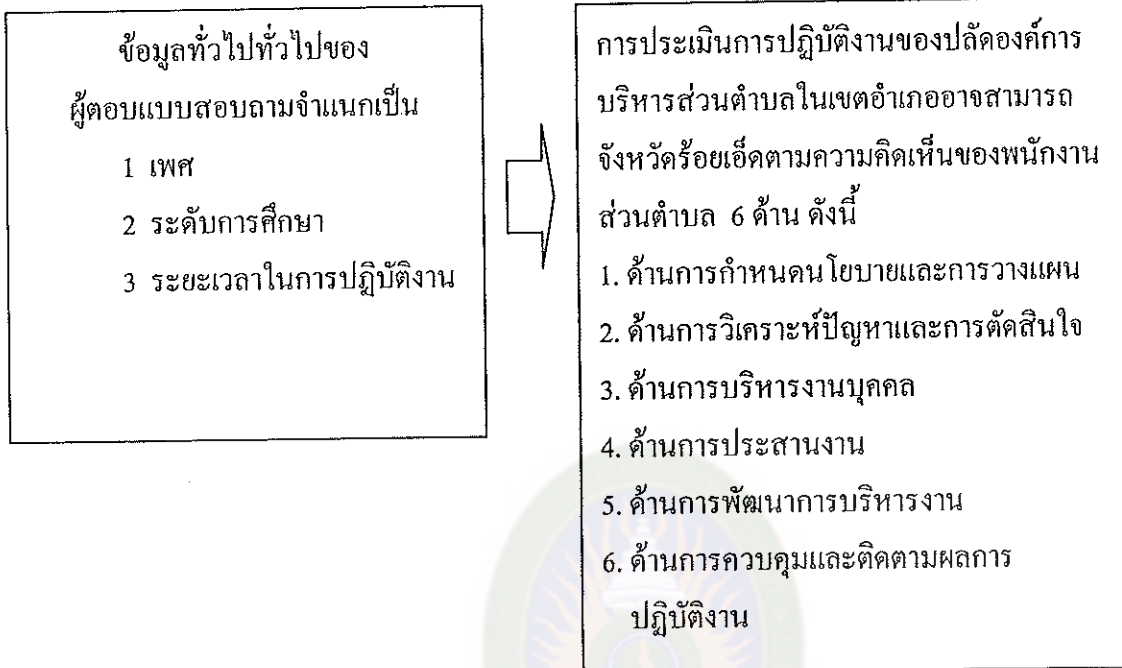 ข้อมูลทั่วไปทั่วไปของ
ผู้ตอบแบบสอบถามจำแนกเป็น
1 เพศ
2 ระดับการศึกษา
3 ระยะเวลาในการปฏิบัติงาน
การประเมินการปฏิบัติงานของปลัดองค์การ
บริหารส่วนตำบลในเขตอำเภออาจสามารถ
จังหวัดร้อยเอ็ดตามความคิดเห็นของพนักงาน
ส่วนตำบล 6 ด้าน ดังนี้
1. ด้านการกำหนดนโยบายและการวางแผน
2. ด้านการวิเคราะห์ปัญหาและการตัดสินใจ
3. ด้านการบริหารงานบุคคล
4. ด้านการประสานงาน
5. ด้านการพัฒนาการบริหารงาน
6. ด้านการควบคุมและติดตามผลการ
ปฏิบัติงาน